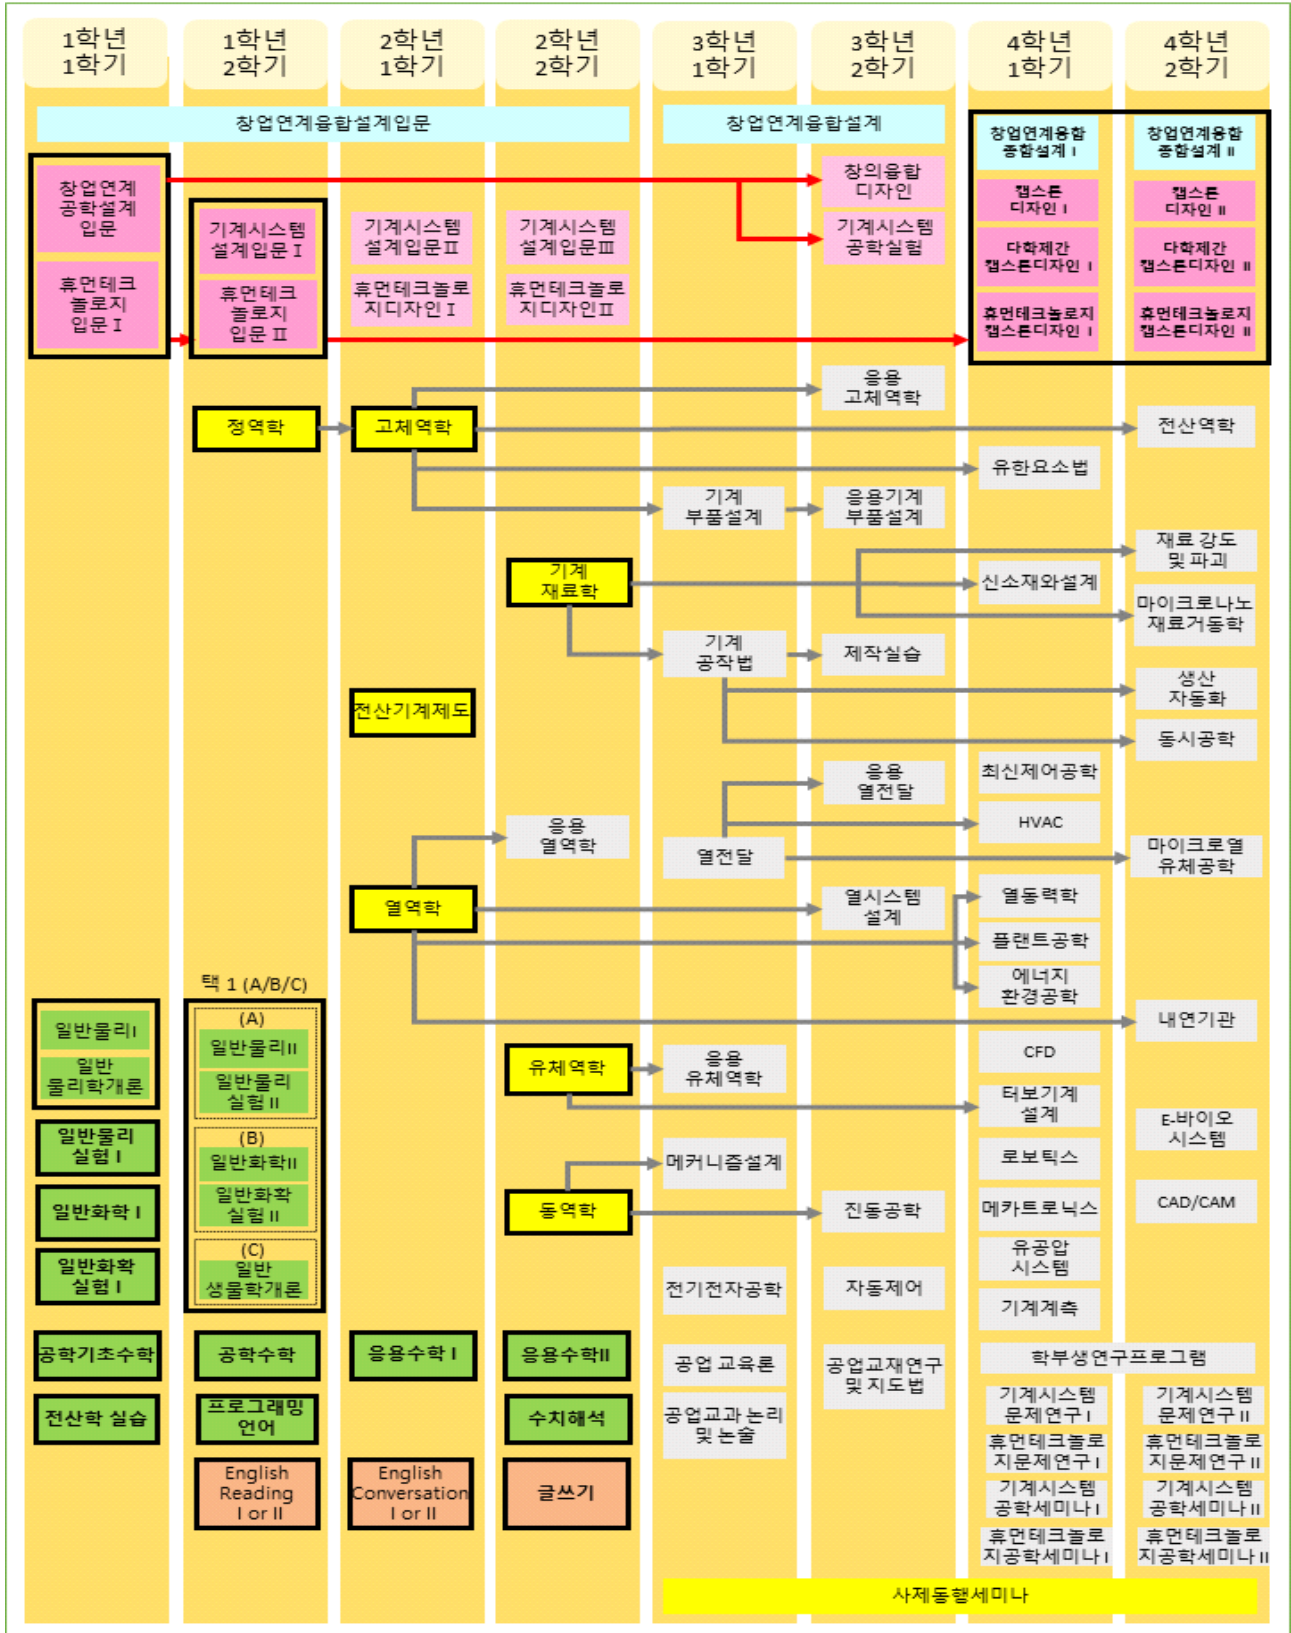 1학년
1학기
1학년
2학기
2학년
1학기
2학년
2학기
3학년
1학기
3학년
2학기
4학년
1학기
4학년
2학기
창업연계융합설계입문
창업연계융합설계
창업연계융합
종합설계 I
창업연계융합
종합설계 II
창업연계
공학설계
입문
휴먼테크
놀로지
입문 I
기계시스템
설계입문 I
휴먼테크
놀로지
입문 II
기계시스템
설계입문II
휴먼테크놀로
지디자인 I
기계시스템
설계입문III
휴먼테크놀로
지디자인II
창의융합
디자인
기계시스템
공학실험
캡스톤
디자인 I
캡스톤
디자인 II
다학제간
캡스톤디자인 I
다학제간
캡스톤디자인 II
휴먼테크놀로지
캡스톤디자인 I
휴먼테크놀로지
캡스톤디자인 II
응용
고체역학
정역학
고체역학
전산역학
유한요소법
기계
부품설계
응용기계
부품설계
재료 강도
및 파괴
기계
재료학
신소재와설계
마이크로나노
재료거동학
기계
공작법
제작실습
생산
자동화
전산기계제도
동시공학
응용
열전달
최신제어공학
HVAC
응용
열역학
열전달
마이크로열
유체공학
열역학
열시스템
설계
열동력학
플랜트공학
에너지
환경공학
내연기관
택 1 (A/B/C)
일반물리I
일반
물리학개론
(A)
일반물리II
일반물리
실험 II
유체역학
응용
유체역학
CFD
터보기계
설계
E-바이오
시스템
일반물리
실험 I
(B)
일반화학II
일반화확
실험 II
메커니즘설계
로보틱스
일반화학 I
동역학
진동공학
메카트로닉스
CAD/CAM
일반화확
실험 I
(C)
일반
생물학개론
전기전자공학
자동제어
유공압
시스템
기계계측
공학기초수학
공학수학
응용수학 I
응용수학II
공업 교육론
공업교재연구
및 지도법
학부생연구프로그램
전산학 실습
프로그래밍
언어
수치해석
공업교과 논리
및 논술
기계시스템
문제연구 I
기계시스템
문제연구 II
휴먼테크놀로
지문제연구 I
휴먼테크놀로
지문제연구 II
English
Reading
I or II
English
Conversation
I or II
글쓰기
기계시스템
공학세미나 I
기계시스템
공학세미나 II
휴먼테크놀로
지공학세미나 I
휴먼테크놀로
지공학세미나 II
사제동행세미나